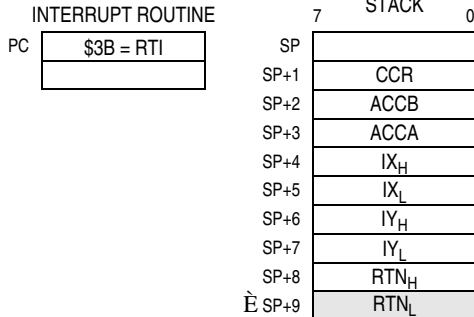 INTERRUPT ROUTINE
PC $3B = RTI
STACK
7 0
SP
SP+1 CCR
SP+2 ACCB
SP+3 ACCA
SP+4 IXH
SP+5 IXL
SP+6 IYH
SP+7 IYL
SP+8 RTNH
È SP+9 RTNL